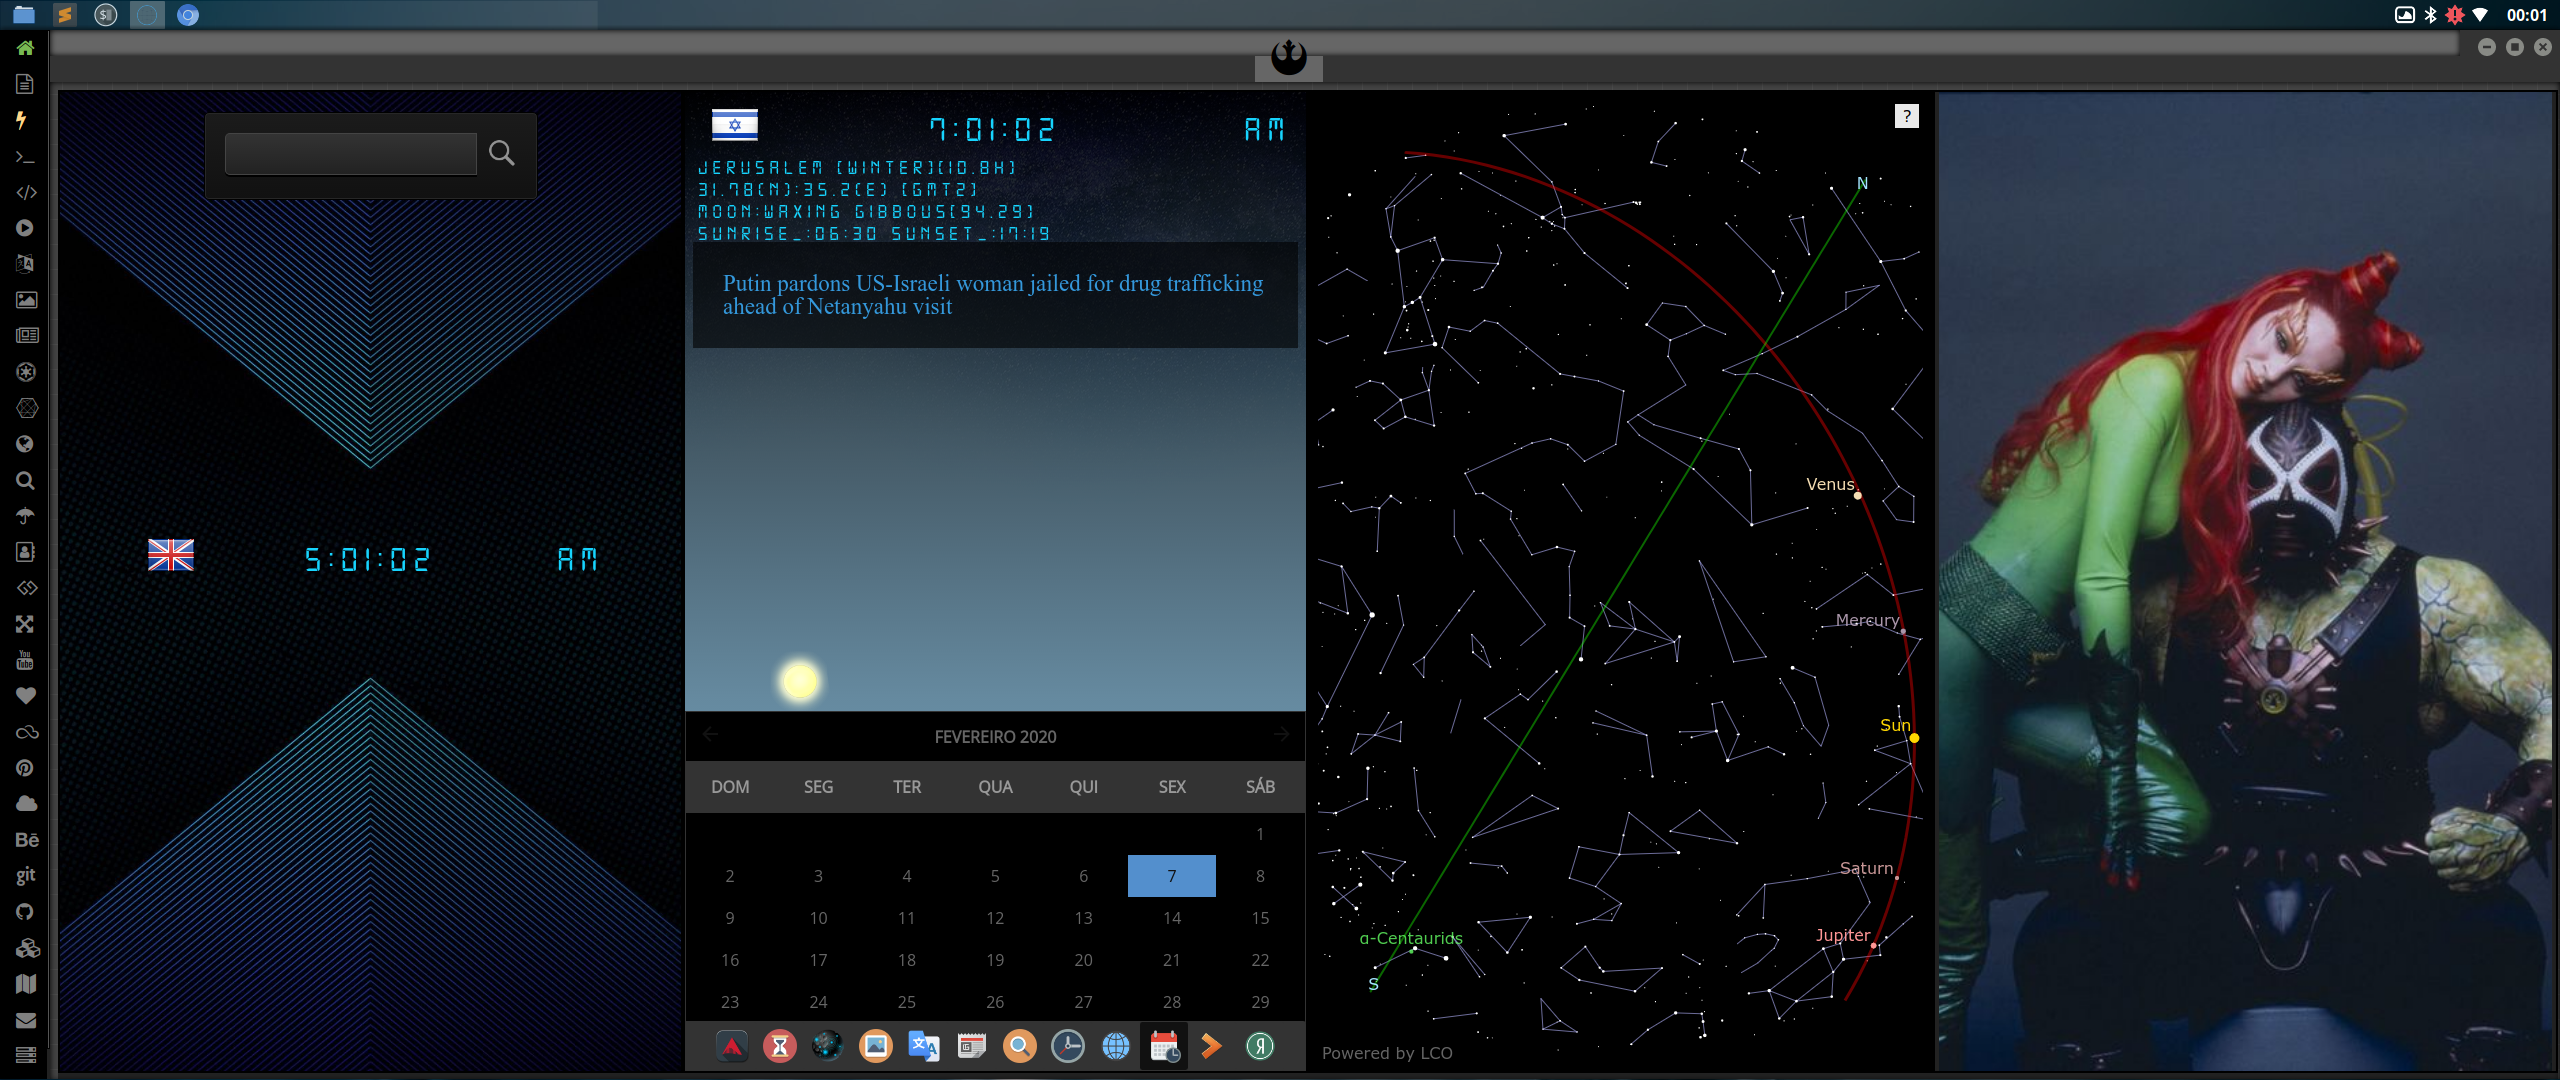 00:01
5:01:02 AM
7:01:02 AM
JERUSALEM [WINTER][10.8H]
31.78[N]:35.2[E] [GMT2]
MOON:WAXING GIBBOUS[94.29]
SUNRISE_:06:30 SUNSET_:17:19
Putin pardons US-Israeli woman jailed for drug trafficking
ahead of Netanyahu visit
FEVEREIRO 2020
DOM SEG TER QUA QUI SEX SÁB
1
2 3 4 5 6 7 8
9 10 11 12 13 14 15
16 17 18 19 20 21 22
23 24 25 26 27 28 29
?
N
Venus
Mercury
Sun
Saturn
Jupiter
α-Centaurids
S
Powered by LCO
You
Tube
Bē
git